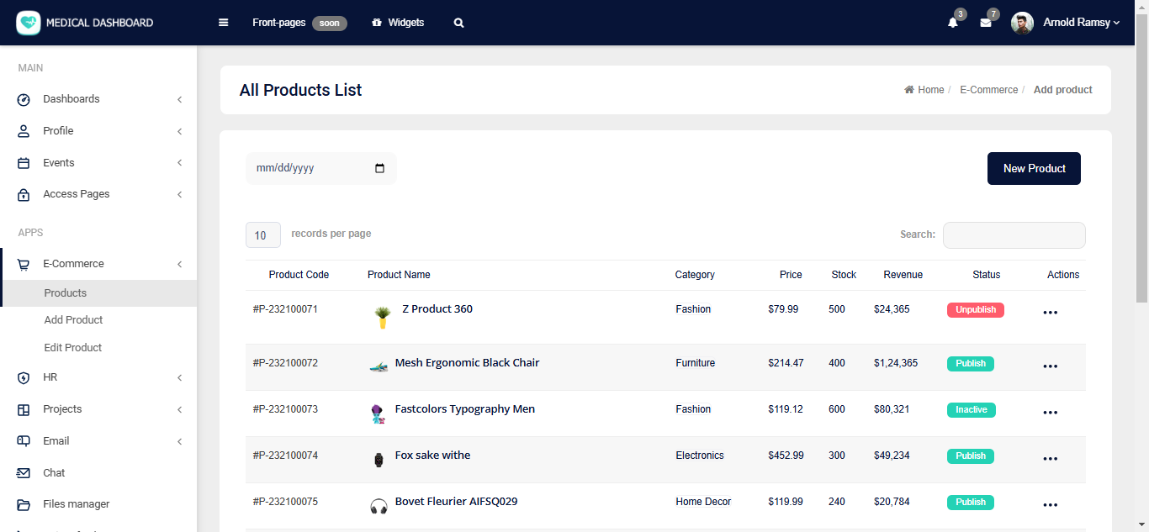 MEDICAL DASHBOARD
Front-pages soon Widgets
3 7 Arnold Ramsy
MAIN
Dashboards
Profile
Events
Access Pages
APPS
E-Commerce
Products
Add Product
Edit Product
HR
Projects
Email
Chat
Files manager
All Products List
Home / E-Commerce / Add product
mm/dd/yyyy
New Product
10 records per page
Search:
Product Code Product Name Category Price Stock Revenue Status Actions
#P-232100071 Z Product 360 Fashion $79.99 500 $24,365 Unpublish
#P-232100072 Mesh Ergonomic Black Chair Furniture $214.47 400 $1,24,365 Publish
#P-232100073 Fastcolors Typography Men Fashion $119.12 600 $80,321 Inactive
#P-232100074 Fox sake withe Electronics $452.99 300 $49,234 Publish
#P-232100075 Bovet Fleurier AIFSQ029 Home Decor $119.99 240 $20,784 Publish